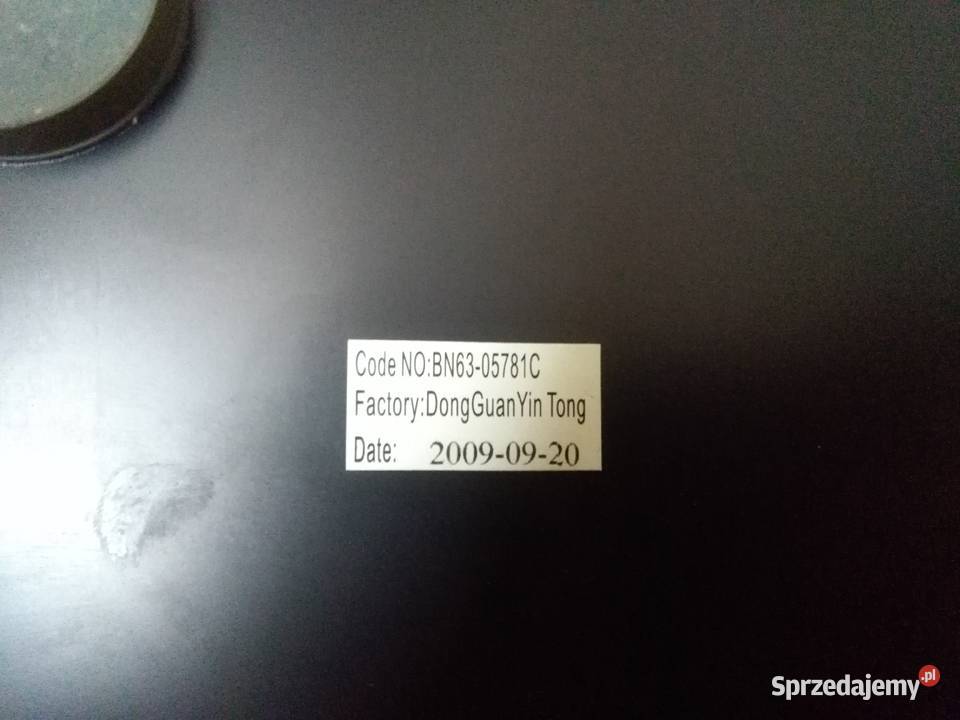 Code NO:BN63-05781C
Factory:DongGuanYin Tong
Date: 2009-09-20
Sprzedajemy.pl